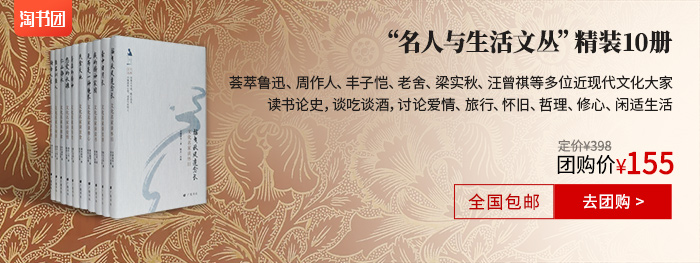 淘书团
“名人与生活文丛”精装10册
荟萃鲁迅、周作人、丰子恺、老舍、梁实秋、汪曾祺等多位近现代文化大家
读书论史，谈吃谈酒，讨论爱情、旅行、怀旧、哲理、修心、闲适生活
定价¥398
团购价¥155
全国包邮
去团购 >